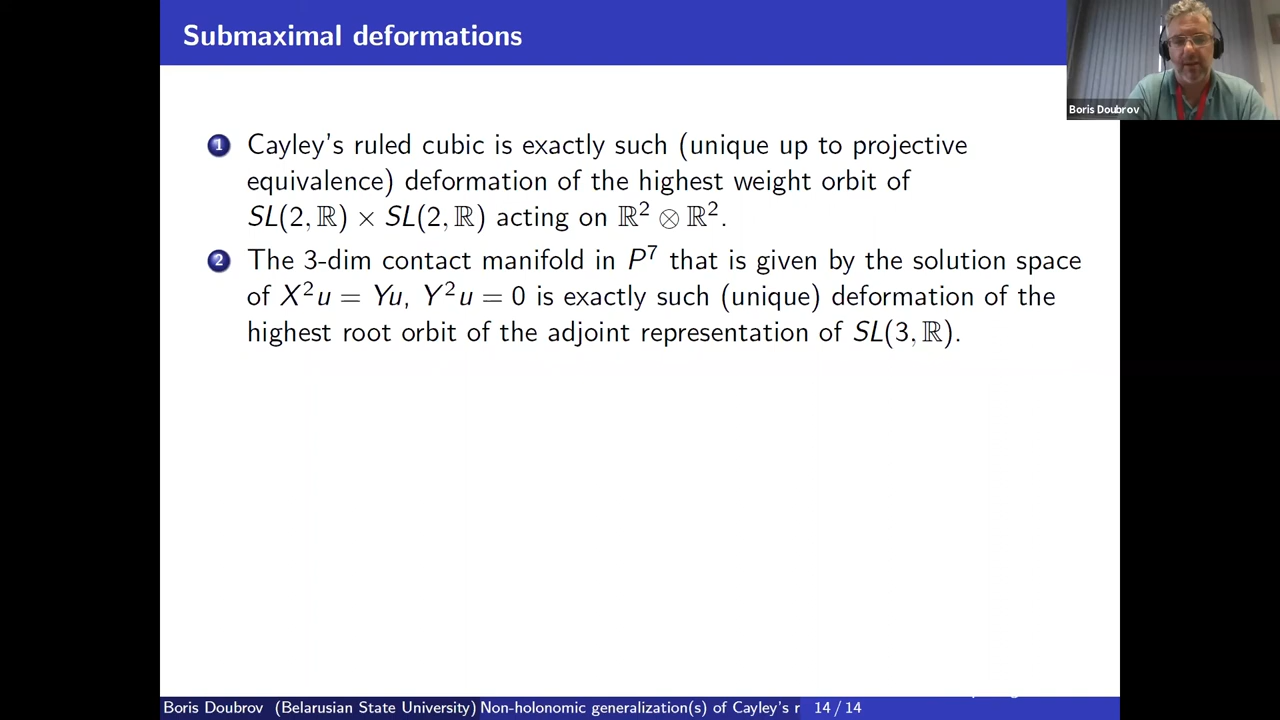 Submaximal deformations
Boris Doubrov
1 Cayley's ruled cubic is exactly such (unique up to projective
equivalence) deformation of the highest weight orbit of
SL(2, ℝ) × SL(2, ℝ) acting on ℝ² ⊗ ℝ².
2 The 3-dim contact manifold in P⁷ that is given by the solution space
of X²u = Yu, Y²u = 0 is exactly such (unique) deformation of the
highest root orbit of the adjoint representation of SL(3, ℝ).
Boris Doubrov (Belarusian State University) Non-holonomic generalization(s) of Cayley's r 14 / 14